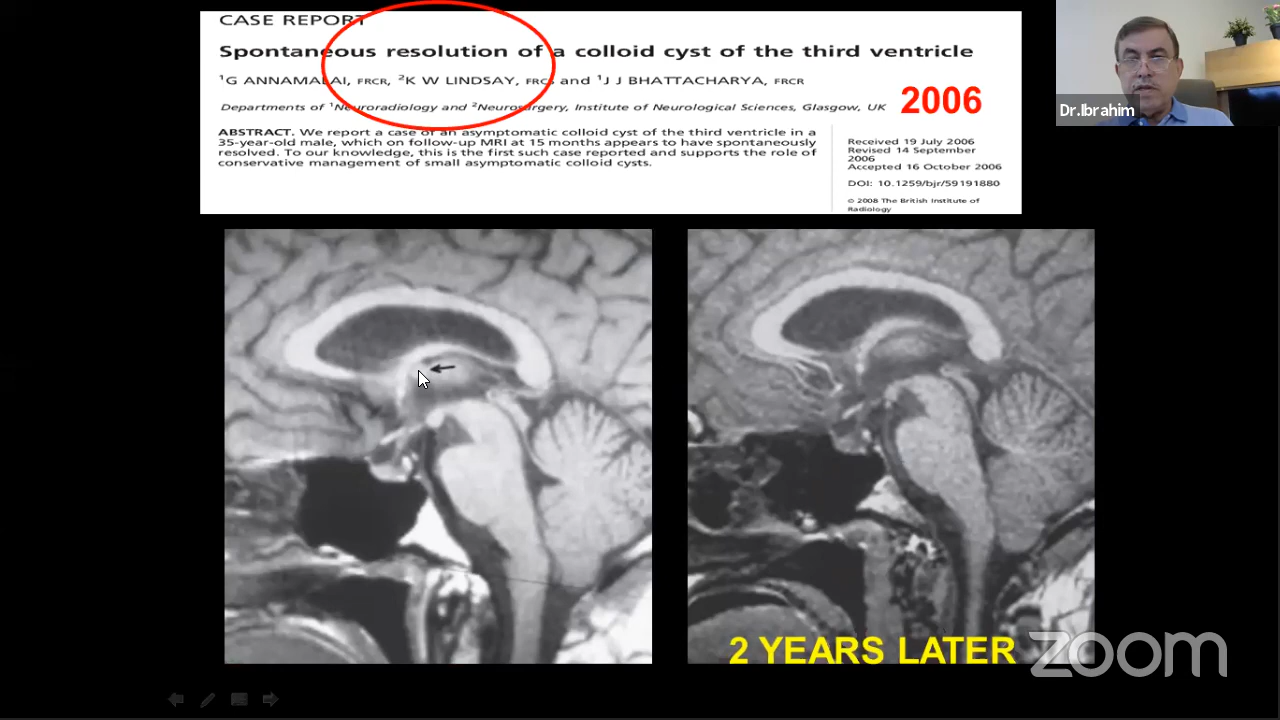 CASE REPORT
Spontaneous resolution of a colloid cyst of the third ventricle
¹G ANNAMALAI, FRCR, ²K W LINDSAY, FRCS and ¹J J BHATTACHARYA, FRCR
Departments of ¹Neuroradiology and ²Neurosurgery, Institute of Neurological Sciences, Glasgow, UK
2006
ABSTRACT. We report a case of an asymptomatic colloid cyst of the third ventricle in a
35-year-old male, which on follow-up MRI at 15 months appears to have spontaneously
resolved. To our knowledge, this is the first such case reported and supports the role of
conservative management of small asymptomatic colloid cysts.
Received 19 July 2006
Revised 14 September
2006
Accepted 16 October 2006
DOI: 10.1259/bjr/59191880
© 2008 The British Institute of
Radiology
Dr.Ibrahim
2 YEARS LATER
zoom